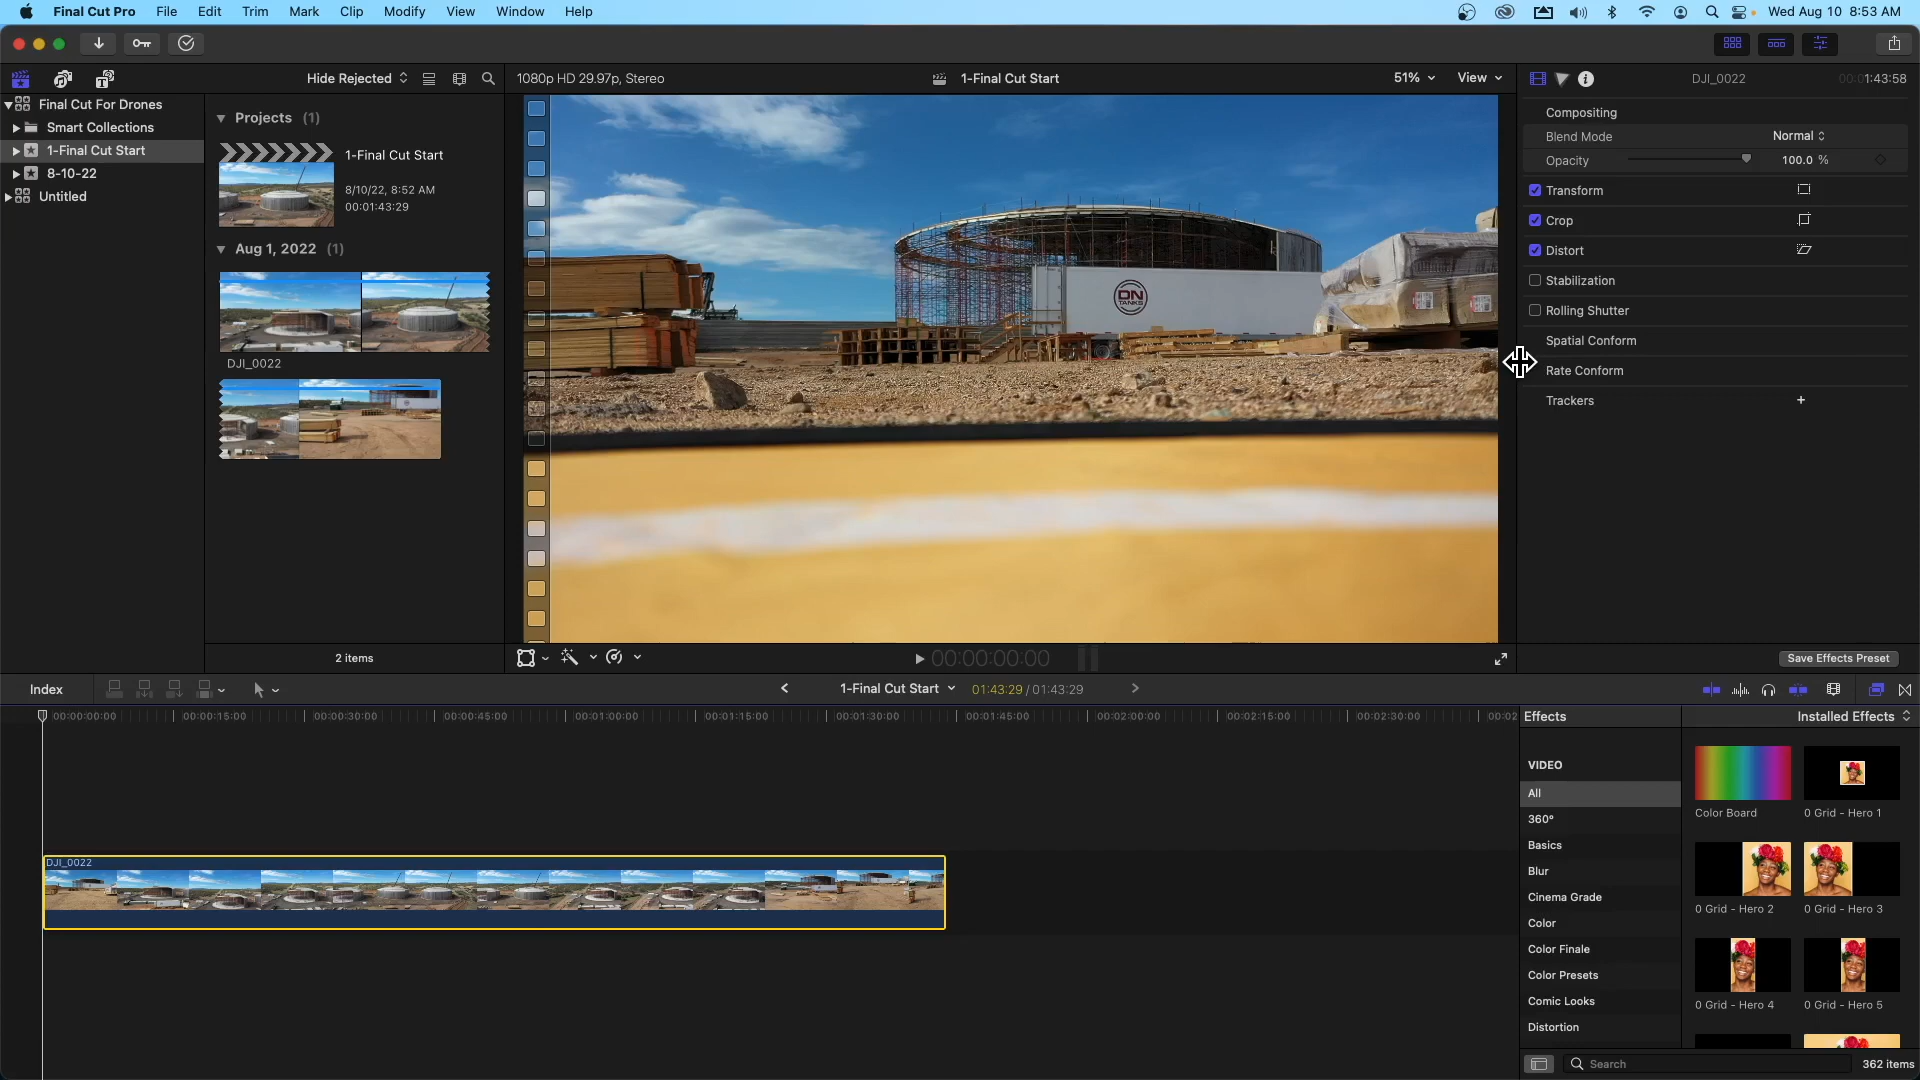 Final Cut Pro File Edit Trim Mark Clip Modify View Window Help Wed Aug 10 8:53 AM
Hide Rejected 1080p HD 29.97p, Stereo 1-Final Cut Start 51% View DJI_0022 00:01:43:58
Final Cut For Drones
Smart Collections
1-Final Cut Start
8-10-22
Untitled
Projects (1)
1-Final Cut Start
8/10/22, 8:52 AM
00:01:43:29
Aug 1, 2022 (1)
DJI_0022
2 items
DN
TANKS
00:00:00:00
Compositing
Blend Mode Normal
Opacity 100.0 %
Transform
Crop
Distort
Stabilization
Rolling Shutter
Spatial Conform
Rate Conform
Trackers +
Save Effects Preset
Index 1-Final Cut Start 01:43:29 / 01:43:29
00:00:00:00 00:00:15:00 00:00:30:00 00:00:45:00 00:01:00:00 00:01:15:00 00:01:30:00 00:01:45:00 00:02:00:00 00:02:15:00 00:02:30:00 00:02
DJI_0022
Effects Installed Effects
VIDEO
All
360°
Basics
Blur
Cinema Grade
Color
Color Finale
Color Presets
Comic Looks
Distortion
Color Board 0 Grid - Hero 1
0 Grid - Hero 2 0 Grid - Hero 3
0 Grid - Hero 4 0 Grid - Hero 5
Search 362 items